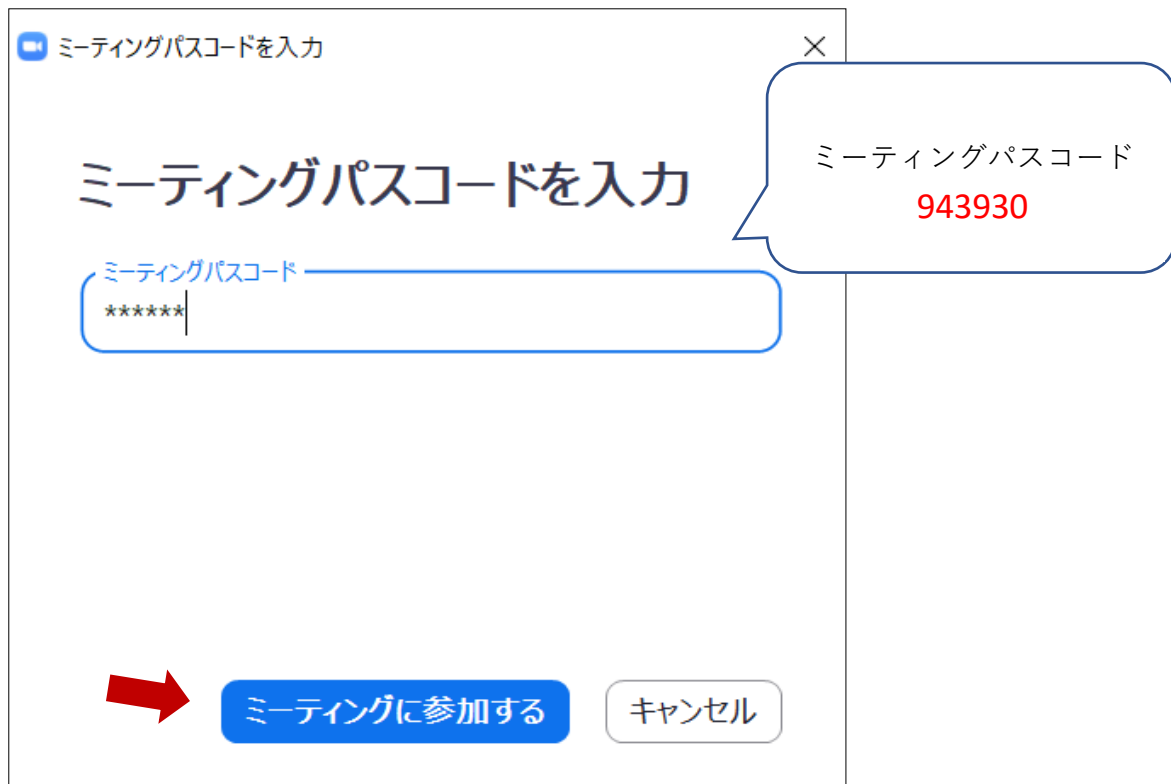 ミーティングパスコードを入力
ミーティングパスコードを入力
ミーティングパスコード
943930
ミーティングパスコード
******
ミーティングに参加する
キャンセル